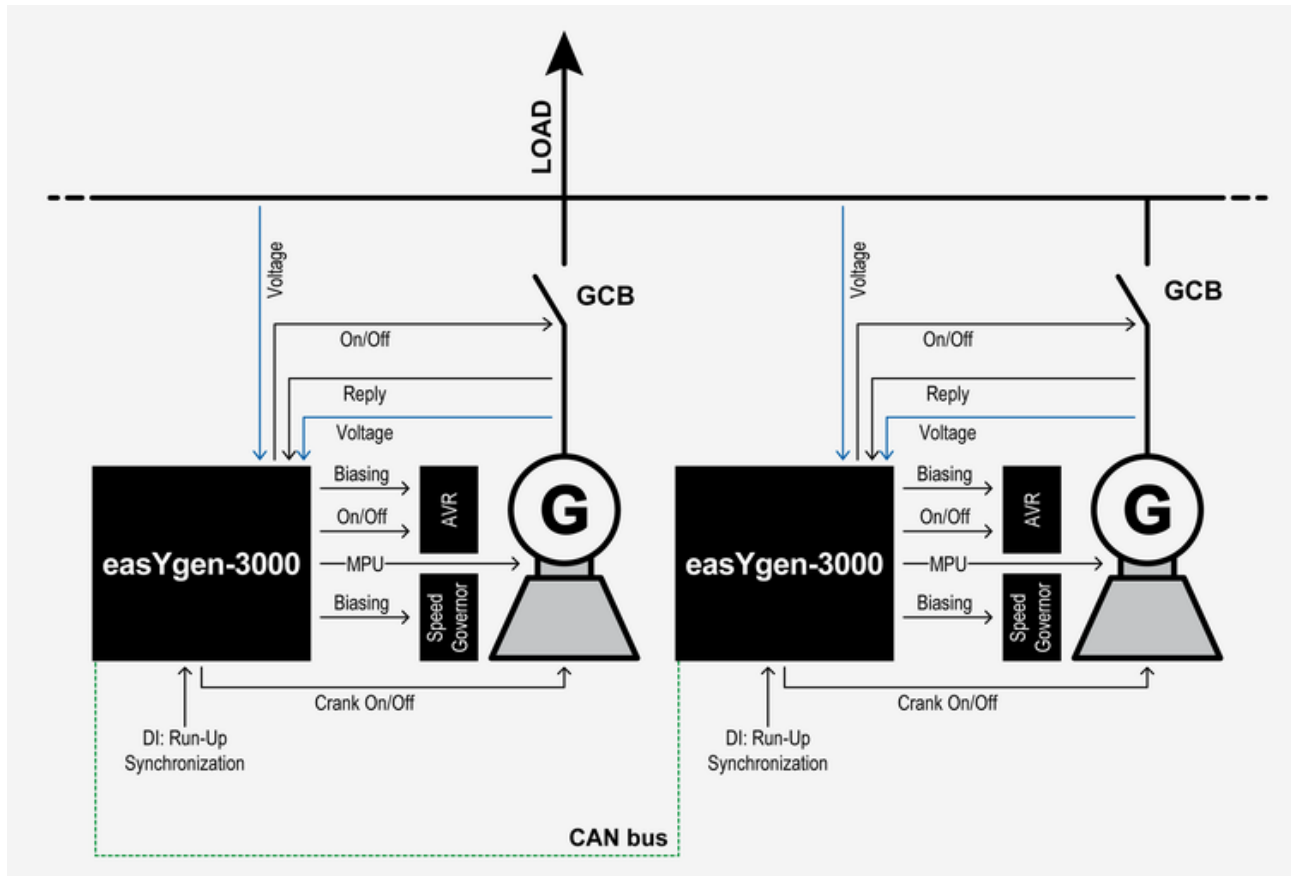 LOAD
Voltage
GCB
On/Off
Reply
Voltage
Biasing
On/Off
MPU
Biasing
AVR
Speed
Governor
G
easYgen-3000
Crank On/Off
DI: Run-Up
Synchronization
Voltage
GCB
On/Off
Reply
Voltage
Biasing
On/Off
MPU
Biasing
AVR
Speed
Governor
G
easYgen-3000
Crank On/Off
DI: Run-Up
Synchronization
CAN bus